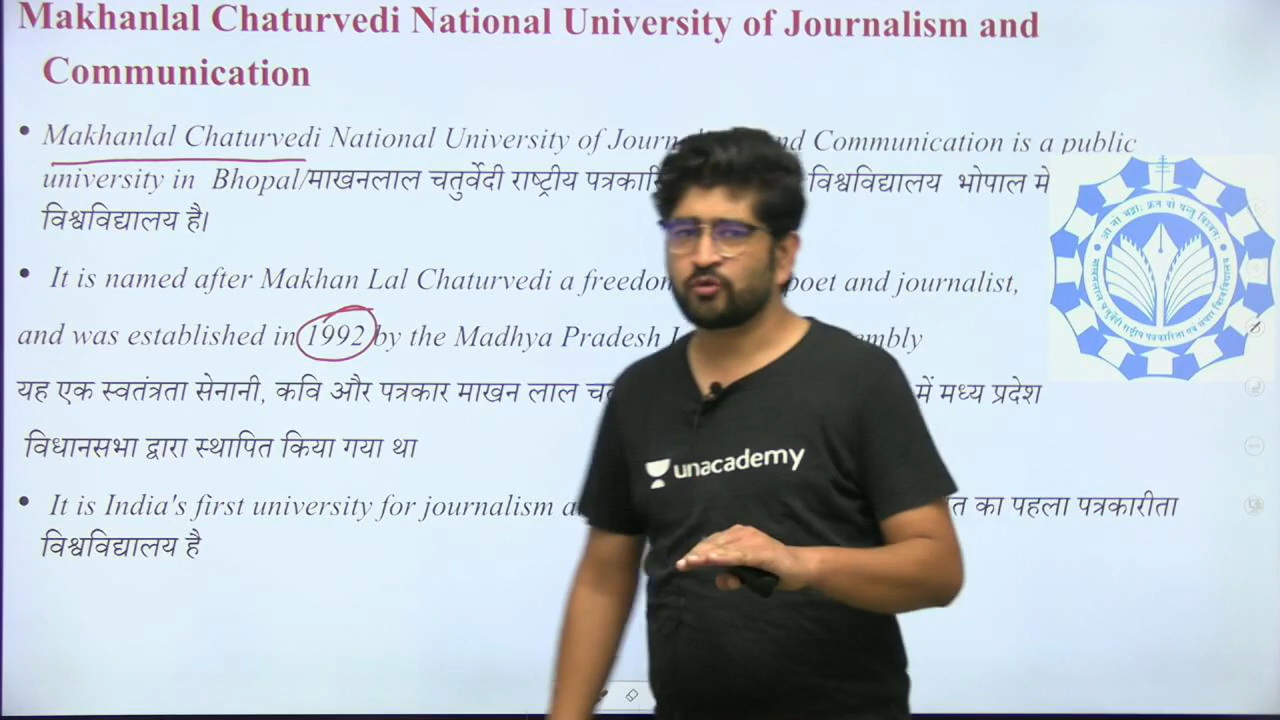 Makhanlal Chaturvedi National University of Journalism and
Communication
• Makhanlal Chaturvedi National University of Journ nd Communication is a public
university in Bhopal/माखनलाल चतुर्वेदी राष्ट्रीय पत्रकारि विश्वविद्यालय भोपाल मे
विश्वविद्यालय है।
• It is named after Makhan Lal Chaturvedi a freedom poet and journalist,
and was established in 1992 by the Madhya Pradesh embly
यह एक स्वतंत्रता सेनानी, कवि और पत्रकार माखन लाल में मध्य प्रदेश
विधानसभा द्वारा स्थापित किया गया था
• It is India's first university for journalism का पहला पत्रकारीता
विश्वविद्यालय है
unacademy